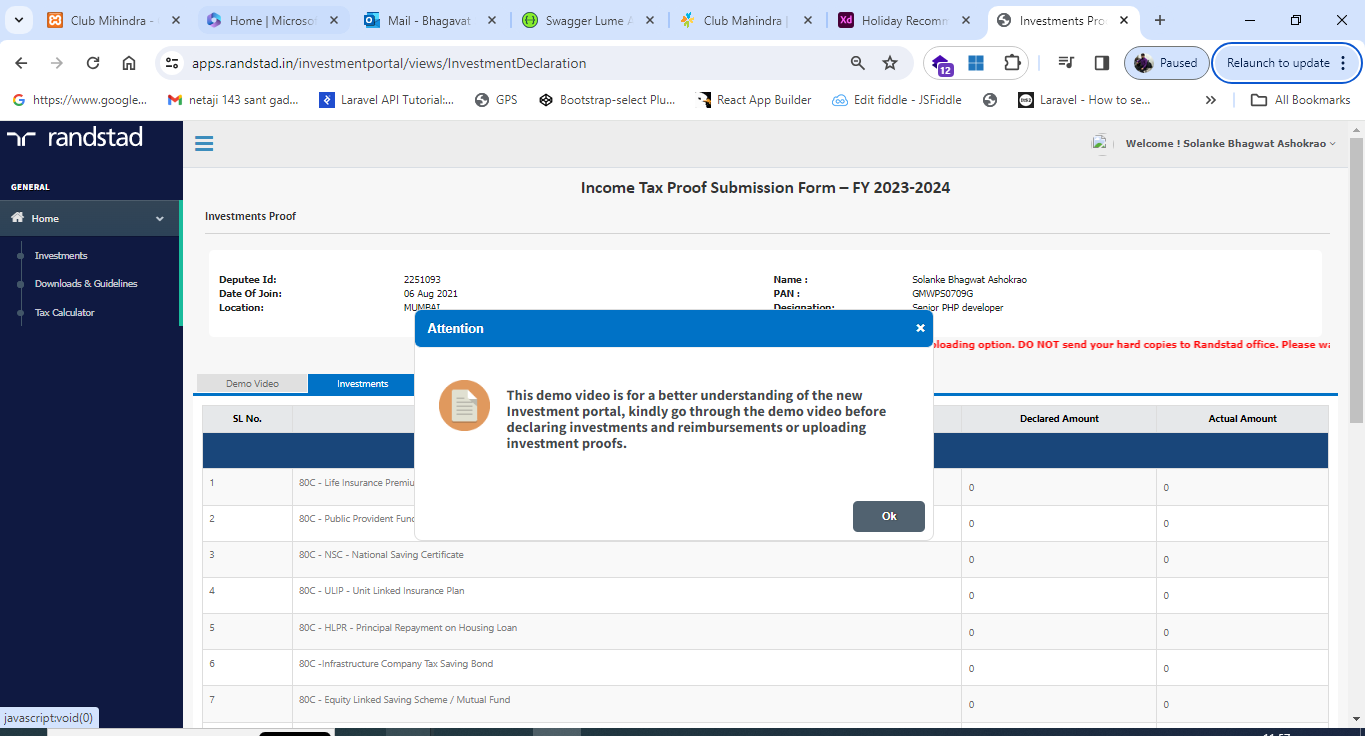 Club Mihindra -
Home | Microsof
Mail - Bhagavat
Swagger Lume A
Club Mahindra |
Xd
Holiday Recomm
Investments Pro
apps.randstad.in/investmentportal/views/InvestmentDeclaration
12
Paused
Relaunch to update
https://www.google...
netaji 143 sant gad...
Laravel API Tutorial:...
GPS
Bootstrap-select Plu...
React App Builder
Edit fiddle - JSFiddle
Laravel - How to se...
All Bookmarks
randstad
Welcome ! Solanke Bhagwat Ashokrao
GENERAL
Home
Investments
Downloads & Guidelines
Tax Calculator
Income Tax Proof Submission Form – FY 2023-2024
Investments Proof
Deputee Id: 2251093 Name : Solanke Bhagwat Ashokrao
Date Of Join: 06 Aug 2021 PAN : GMWPS0709G
Location: MUMBAI Designation: Senior PHP developer
ploading option. DO NOT send your hard copies to Randstad office. Please wa
Demo Video Investments
Attention
This demo video is for a better understanding of the new
Investment portal, kindly go through the demo video before
declaring investments and reimbursements or uploading
investment proofs.
Ok
SL No. Declared Amount Actual Amount
1 80C - Life Insurance Premiu 0 0
2 80C - Public Provident Fund 0 0
3 80C - NSC - National Saving Certificate 0 0
4 80C - ULIP - Unit Linked Insurance Plan 0 0
5 80C - HLPR - Principal Repayment on Housing Loan 0 0
6 80C -Infrastructure Company Tax Saving Bond 0 0
7 80C - Equity Linked Saving Scheme / Mutual Fund 0 0
javascript:void(0)